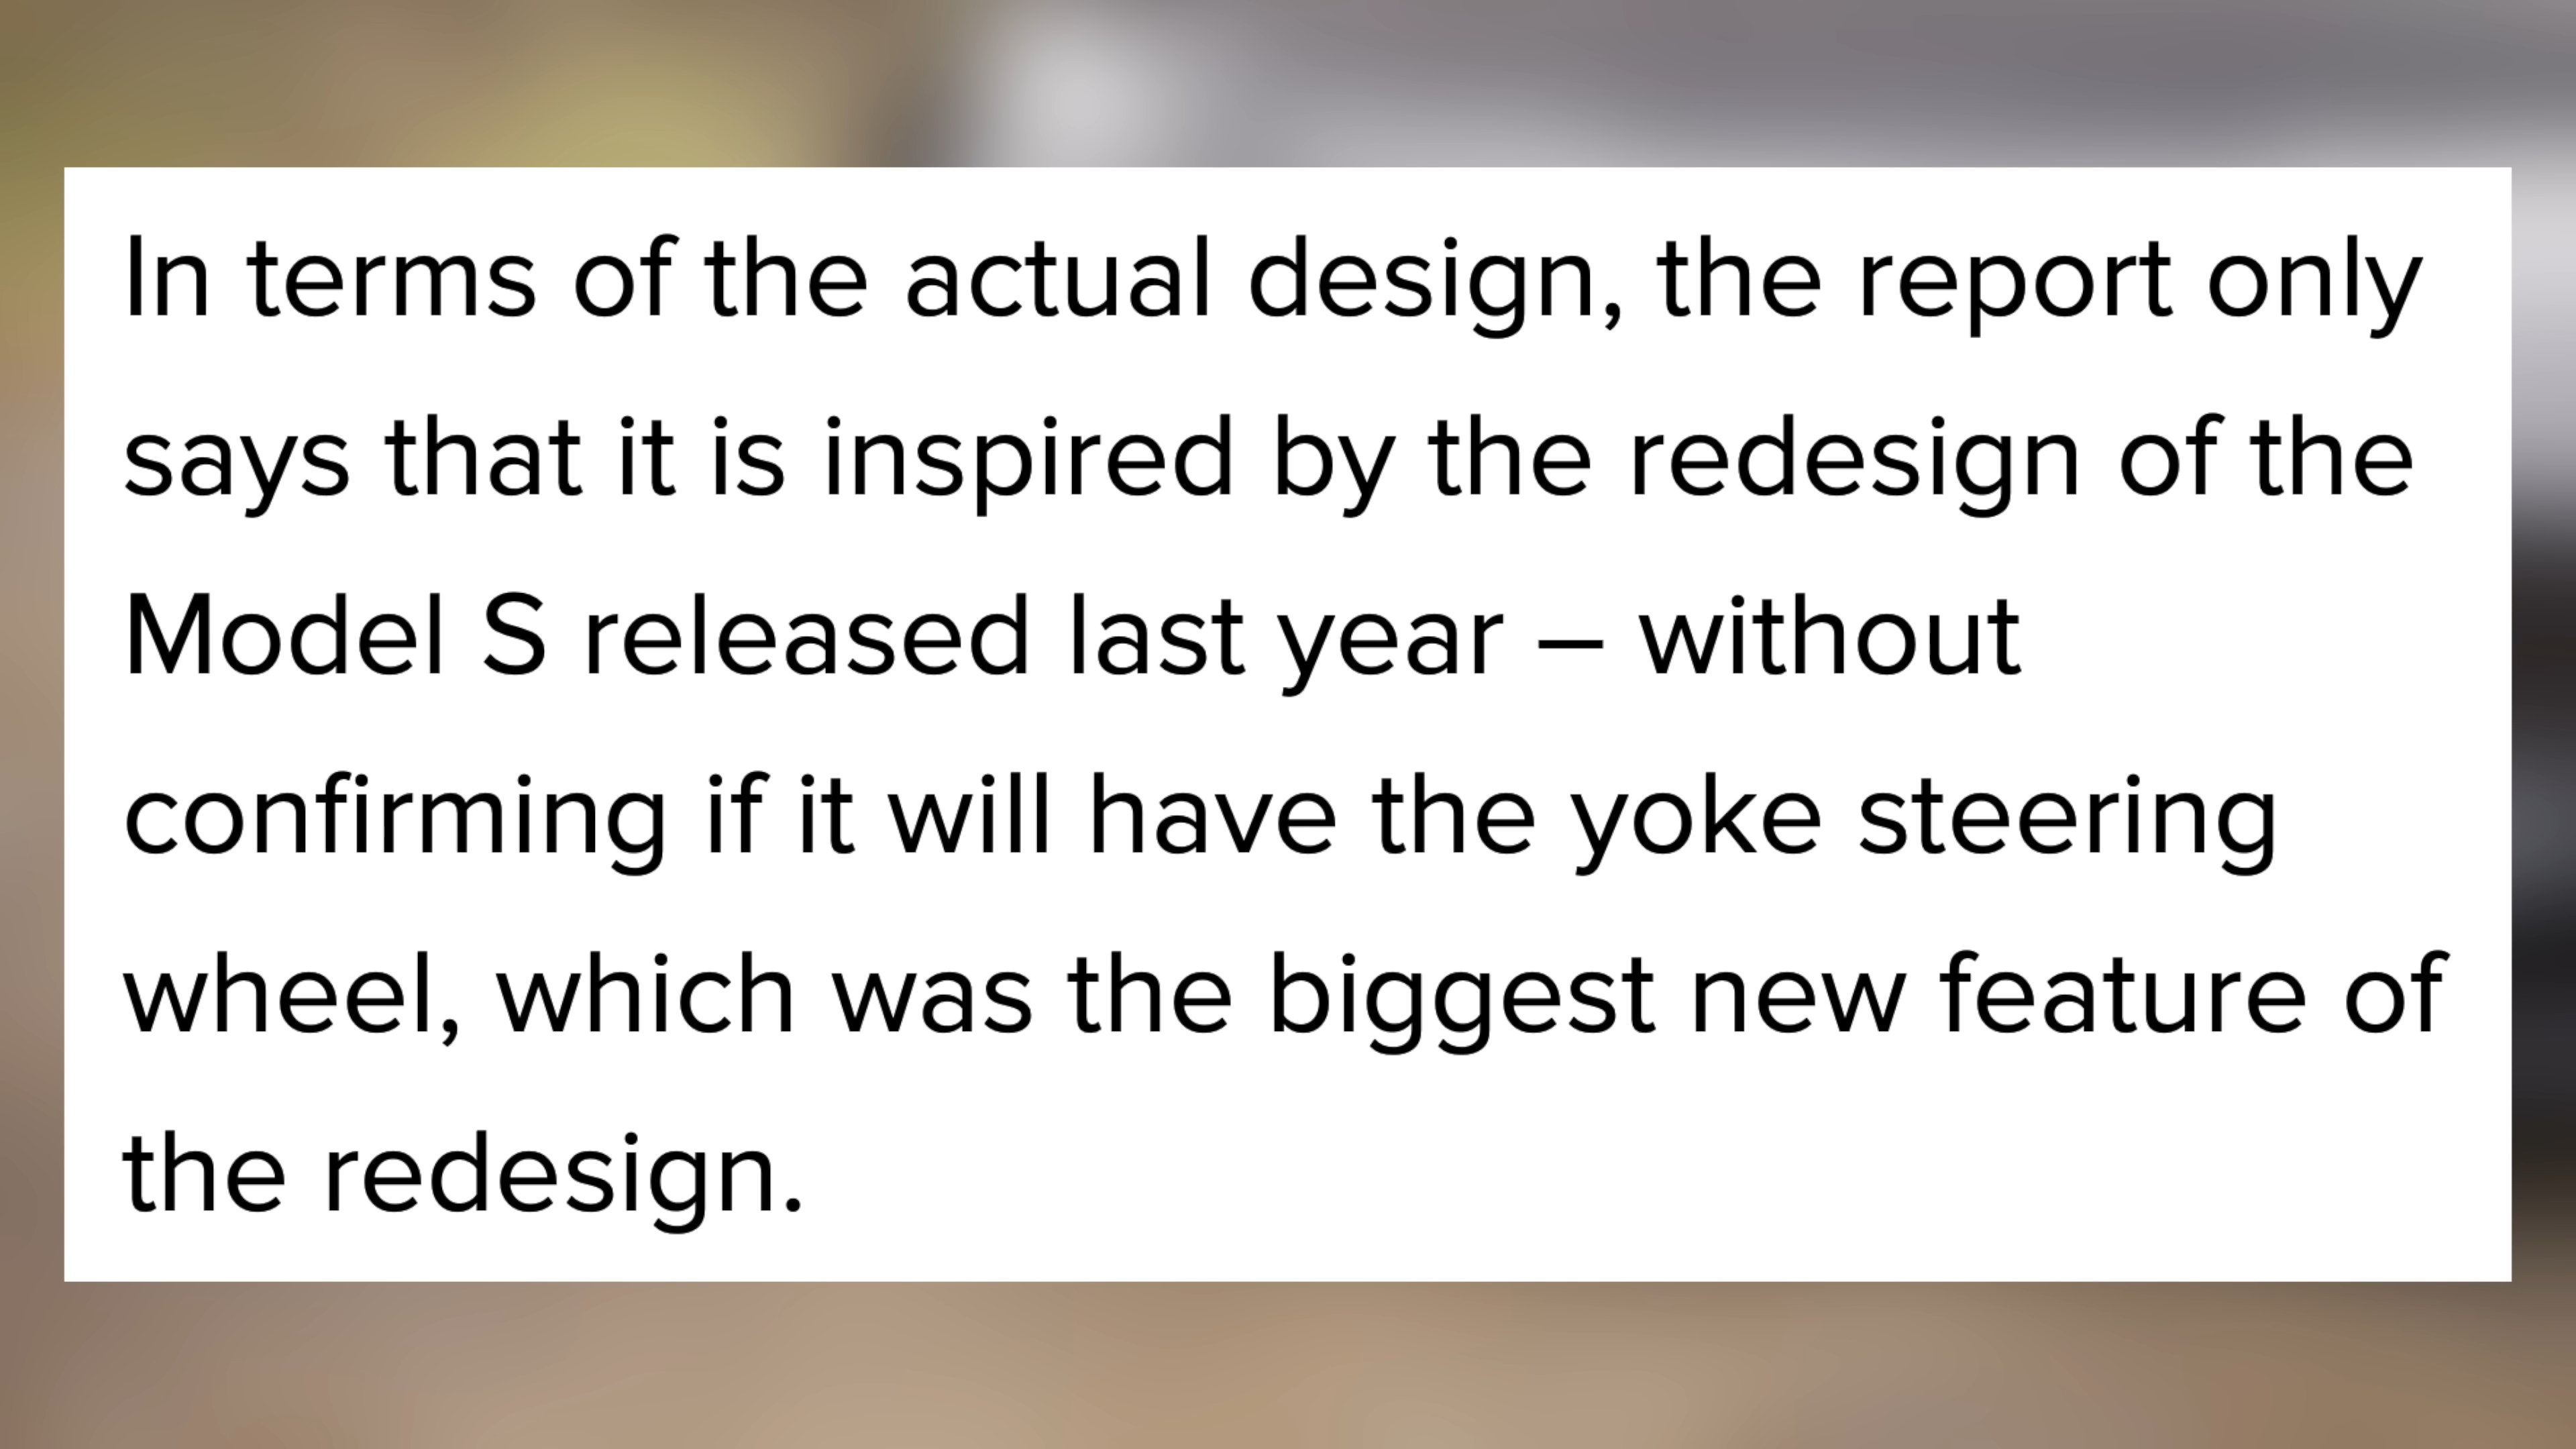 In terms of the actual design, the report only
says that it is inspired by the redesign of the
Model S released last year – without
confirming if it will have the yoke steering
wheel, which was the biggest new feature of
the redesign.